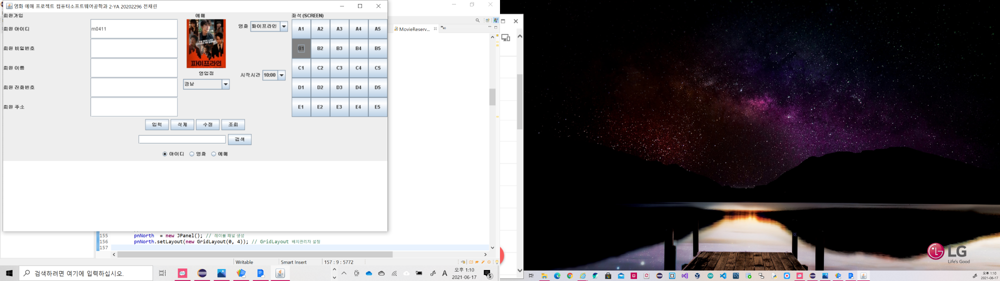 영화 예매 프로젝트 컴퓨터소프트웨어공학과 2-YA 20202296 전채린
회원가입
예매
좌석(SCREEN)
회원 아이디
m0411
영화
파이프라인
A1 A2 A3 A4 A5
회원 비밀번호
B1 B2 B3 B4 B5
파이프라인
회원 이름
C1 C2 C3 C4 C5
영업점
시작시간
10:00
회원 전화번호
강남
D1 D2 D3 D4 D5
회원 주소
E1 E2 E3 E4 E5
입력 삭제 수정 조회
검색
아이디 영화 예매
MovieReserv...
155 pnNorth = new JPanel(); // 레이블 패널 생성
156 pnNorth.setLayout(new GridLayout(0, 4)); // GridLayout 배치관리자 설정
157
Writable
Smart Insert
157 : 9 : 5772
검색하려면 여기에 입력하십시오.
A
오후 1:10
2021-06-17
5
LG
Life's Good
오후 1:10
2021-06-17